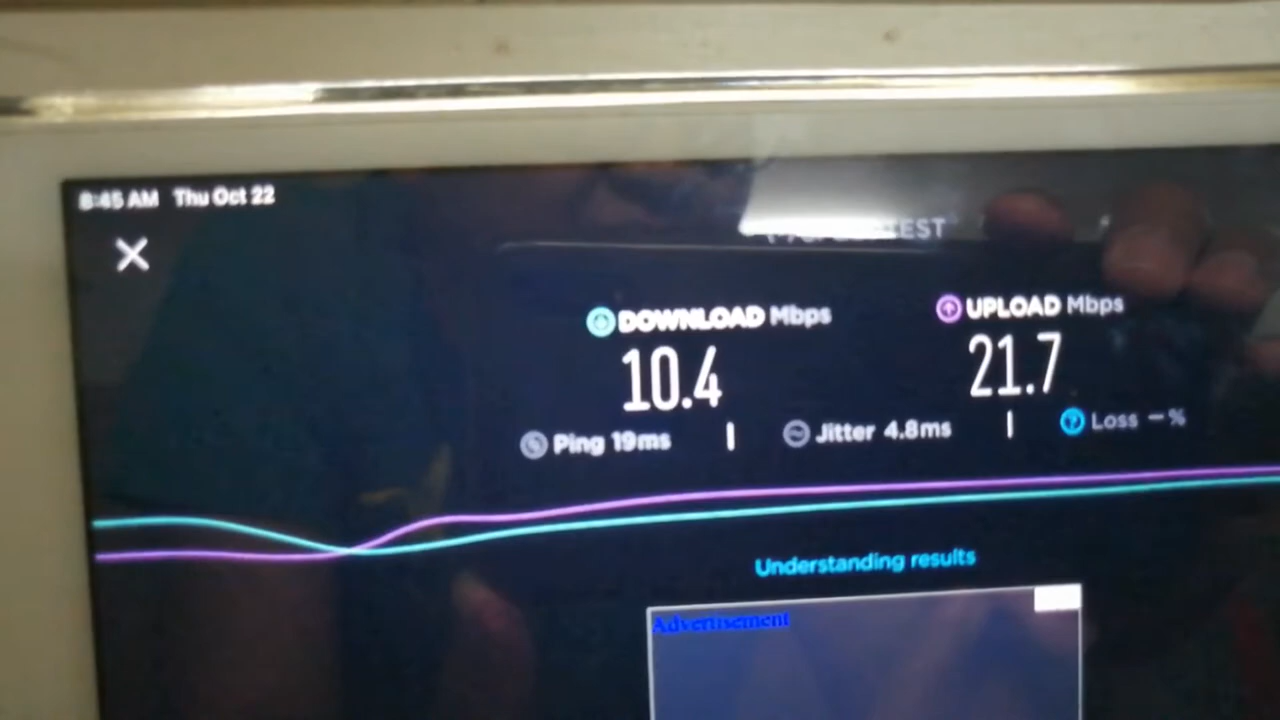 8:45 AM Thu Oct 22
DOWNLOAD Mbps
10.4
UPLOAD Mbps
21.7
Ping 19ms
Jitter 4.8ms
Loss — %
Understanding results
Advertisement